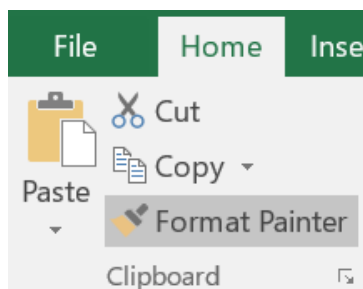 File Home Inse
Cut
Copy
Paste
Format Painter
Clipboard